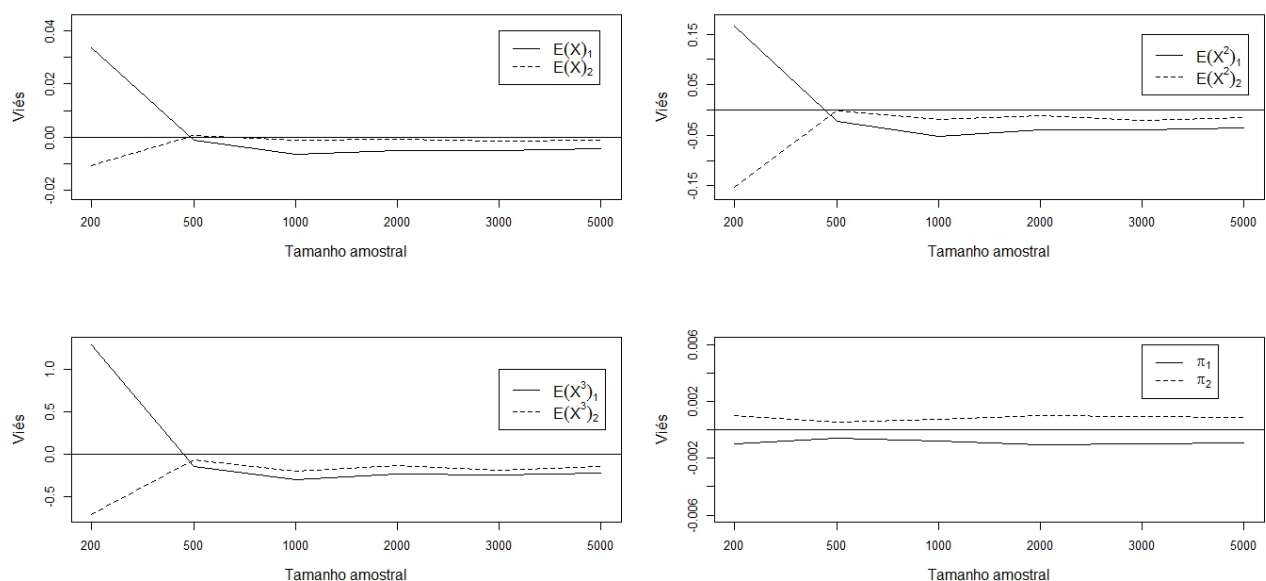 0.04
0.02
0.00
-0.02
Viés
E(X)₁
E(X)₂
200 500 1000 2000 3000 5000
Tamanho amostral
0.15
0.05
-0.05
-0.15
Viés
E(X²)₁
E(X²)₂
200 500 1000 2000 3000 5000
Tamanho amostral
1.0
0.5
0.0
-0.5
Viés
E(X³)₁
E(X³)₂
200 500 1000 2000 3000 5000
Tamanho amostral
0.006
0.002
-0.002
-0.006
Viés
π₁
π₂
200 500 1000 2000 3000 5000
Tamanho amostral